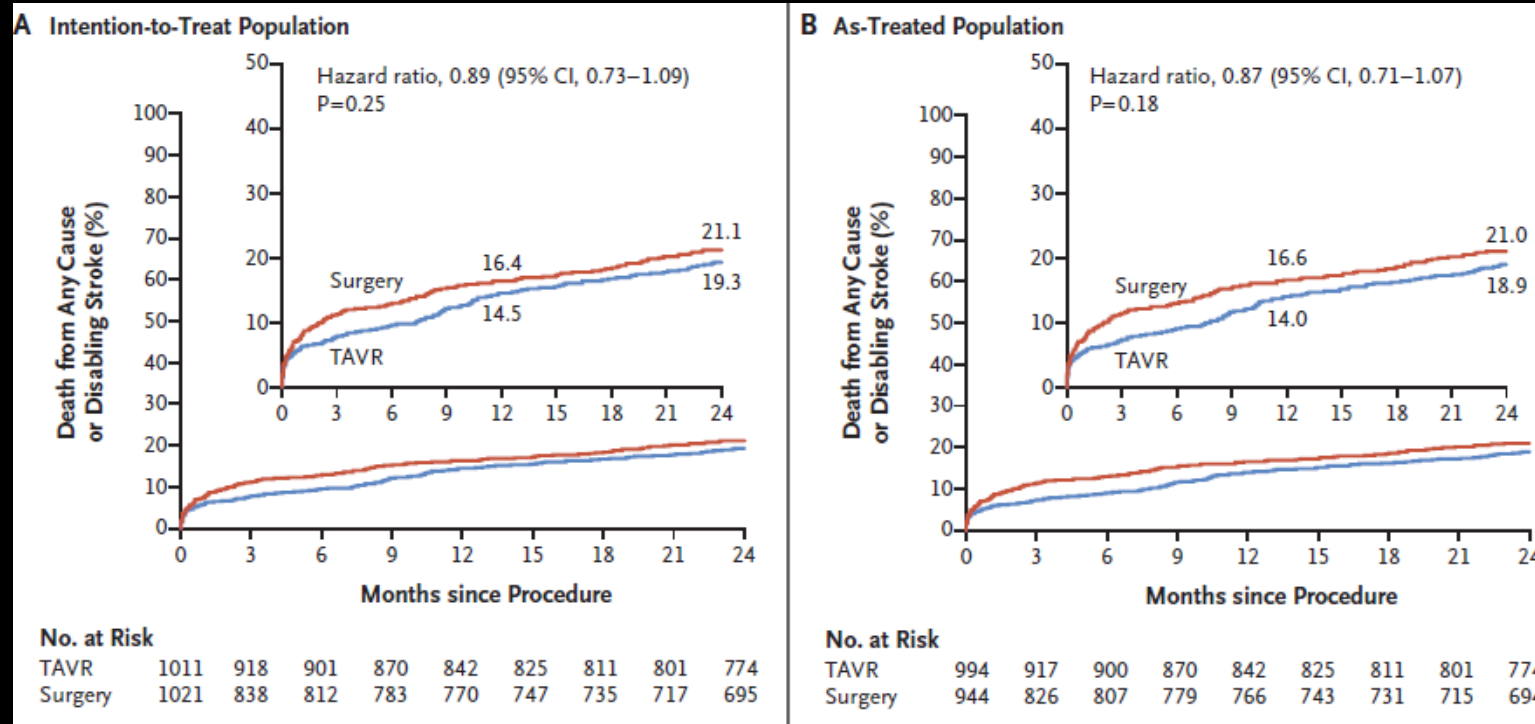 A Intention-to-Treat Population
Hazard ratio, 0.89 (95% CI, 0.73–1.09)
P=0.25
Death from Any Cause
or Disabling Stroke (%)
100
90
80
70
60
50
40
30
20
10
0
50
40
30
20
10
0
Surgery
TAVR
16.4
14.5
21.1
19.3
0 3 6 9 12 15 18 21 24
0 3 6 9 12 15 18 21 24
Months since Procedure
No. at Risk
TAVR 1011 918 901 870 842 825 811 801 774
Surgery 1021 838 812 783 770 747 735 717 695
B As-Treated Population
Hazard ratio, 0.87 (95% CI, 0.71–1.07)
P=0.18
Death from Any Cause
or Disabling Stroke (%)
100
90
80
70
60
50
40
30
20
10
0
50
40
30
20
10
0
Surgery
TAVR
16.6
14.0
21.0
18.9
0 3 6 9 12 15 18 21 24
0 3 6 9 12 15 18 21
Months since Procedure
No. at Risk
TAVR 994 917 900 870 842 825 811 801
Surgery 944 826 807 779 766 743 731 715